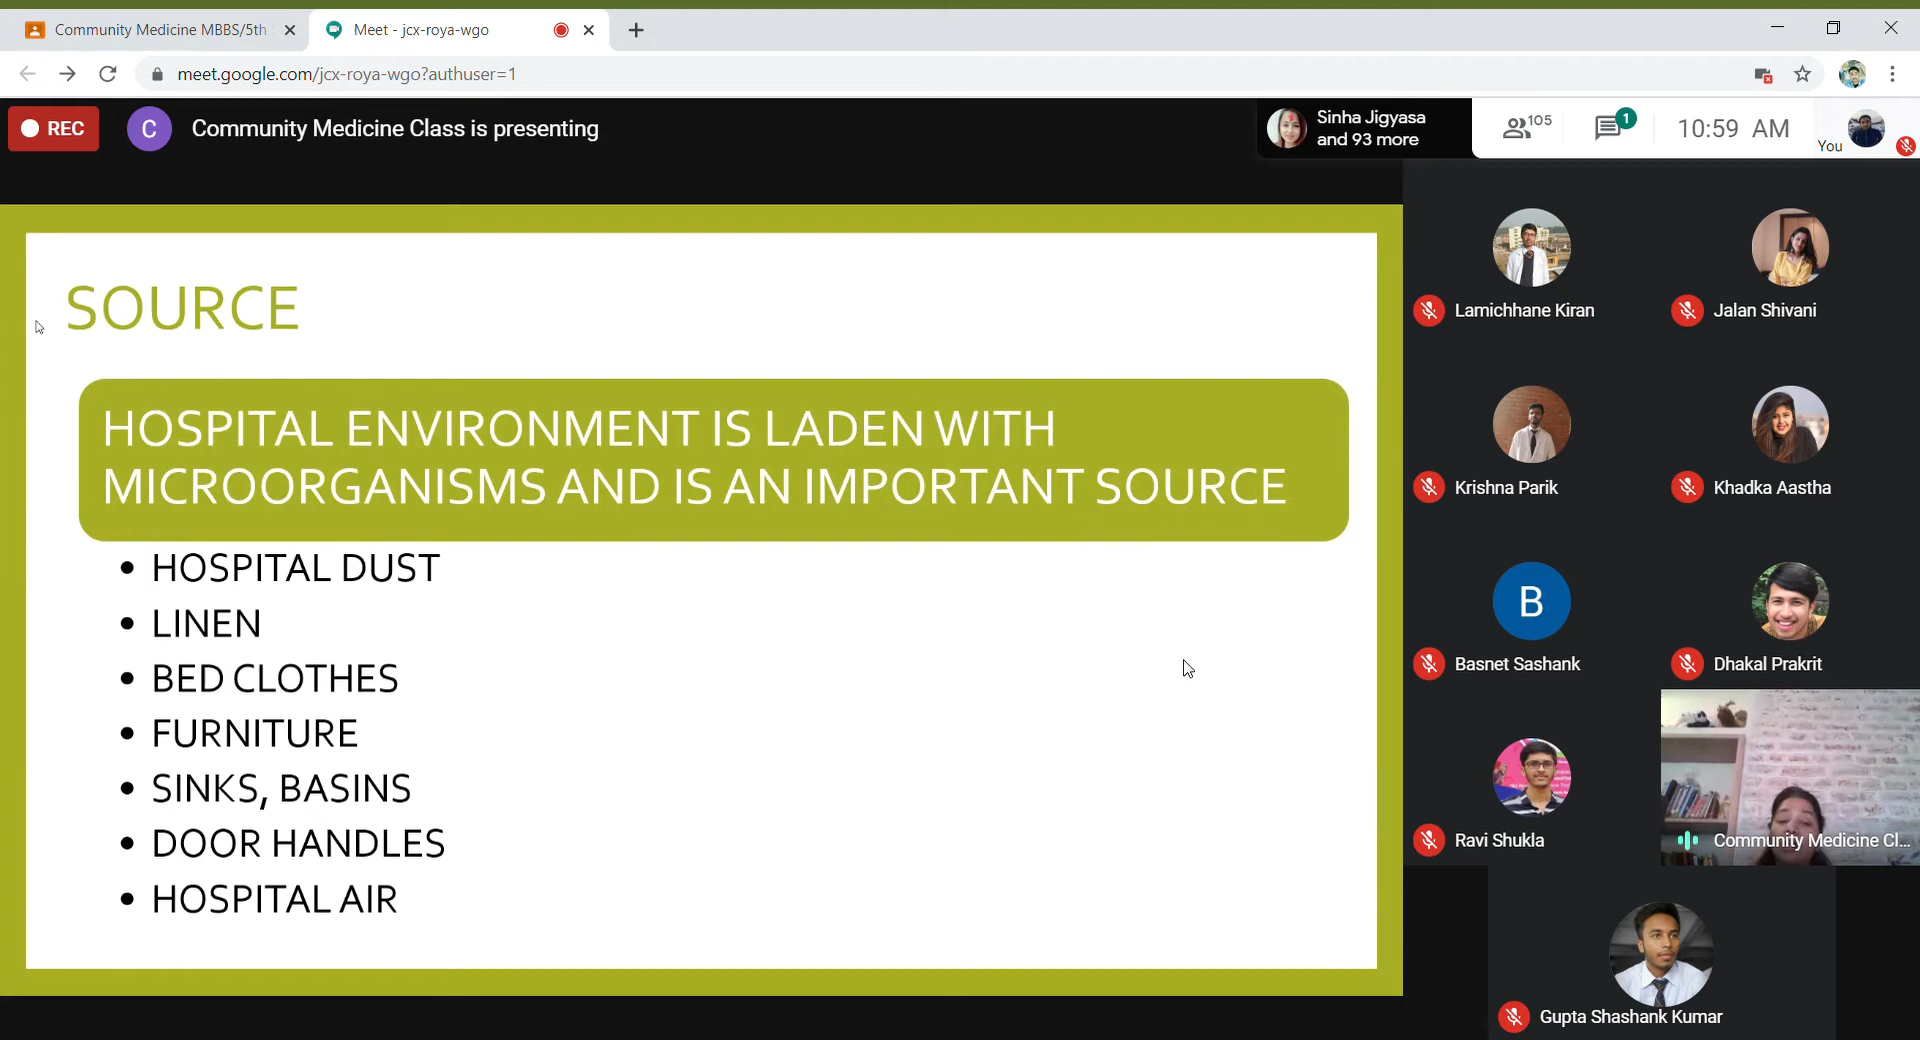 Community Medicine MBBS/5th
Meet - jcx-roya-wgo
meet.google.com/jcx-roya-wgo?authuser=1
REC
C
Community Medicine Class is presenting
Sinha Jigyasa
and 93 more
105
1
10:59 AM
You
SOURCE
HOSPITAL ENVIRONMENT IS LADEN WITH
MICROORGANISMS AND IS AN IMPORTANT SOURCE
• HOSPITAL DUST
• LINEN
• BED CLOTHES
• FURNITURE
• SINKS, BASINS
• DOOR HANDLES
• HOSPITAL AIR
Lamichhane Kiran
Jalan Shivani
Krishna Parik
Khadka Aastha
B
Basnet Sashank
Dhakal Prakrit
Ravi Shukla
Community Medicine Cl...
Gupta Shashank Kumar